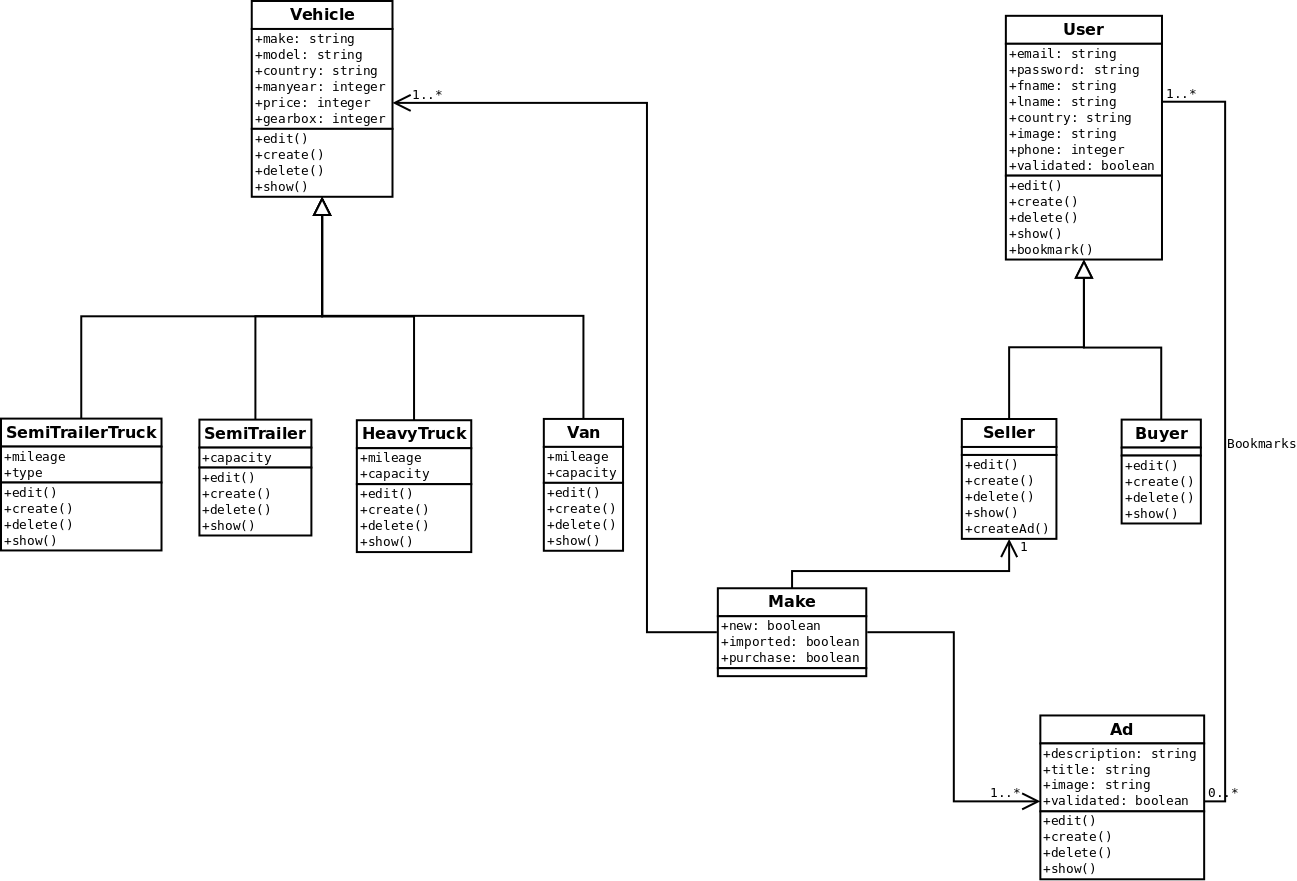 Vehicle
+make: string
+model: string
+country: string
+manyear: integer
+price: integer
+gearbox: integer
+edit()
+create()
+delete()
+show()
1..*
User
+email: string
+password: string
+fname: string
+lname: string
+country: string
+image: string
+phone: integer
+validated: boolean
+edit()
+create()
+delete()
+show()
+bookmark()
1..*
SemiTrailerTruck
+mileage
+type
+edit()
+create()
+delete()
+show()
SemiTrailer
+capacity
+edit()
+create()
+delete()
+show()
HeavyTruck
+mileage
+capacity
+edit()
+create()
+delete()
+show()
Van
+mileage
+capacity
+edit()
+create()
+delete()
+show()
Seller
+edit()
+create()
+delete()
+show()
+createAd()
1
Buyer
+edit()
+create()
+delete()
+show()
Bookmarks
Make
+new: boolean
+imported: boolean
+purchase: boolean
1..*
Ad
+description: string
+title: string
+image: string
+validated: boolean
+edit()
+create()
+delete()
+show()
0..*